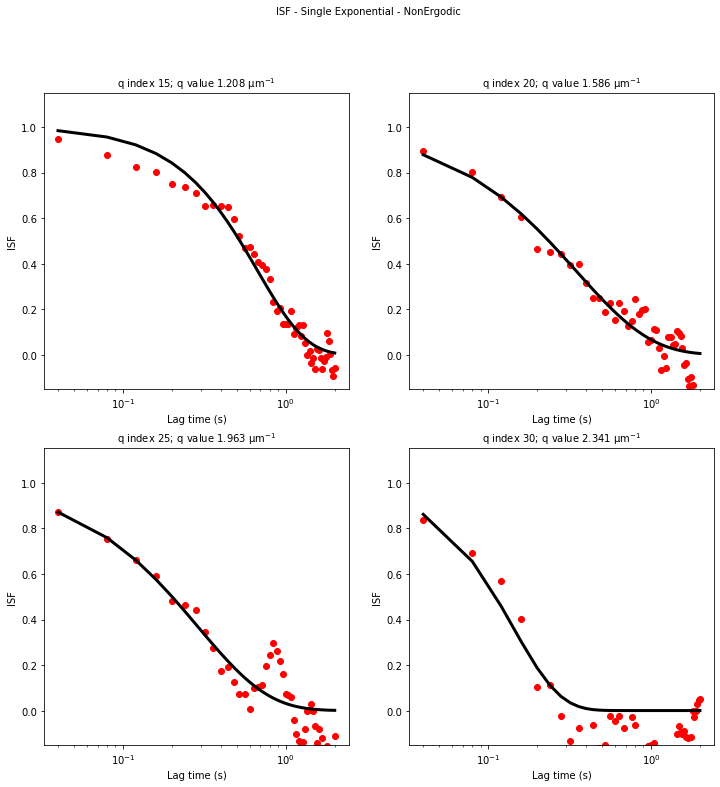 ISF - Single Exponential - NonErgodic
q index 15; q value 1.208 μm⁻¹
q index 20; q value 1.586 μm⁻¹
1.0
0.8
0.6
0.4
0.2
0.0
ISF
10⁻¹
10⁰
Lag time (s)
1.0
0.8
0.6
0.4
0.2
0.0
ISF
10⁻¹
10⁰
Lag time (s)
q index 25; q value 1.963 μm⁻¹
q index 30; q value 2.341 μm⁻¹
1.0
0.8
0.6
0.4
0.2
0.0
ISF
10⁻¹
10⁰
Lag time (s)
1.0
0.8
0.6
0.4
0.2
0.0
ISF
10⁻¹
10⁰
Lag time (s)